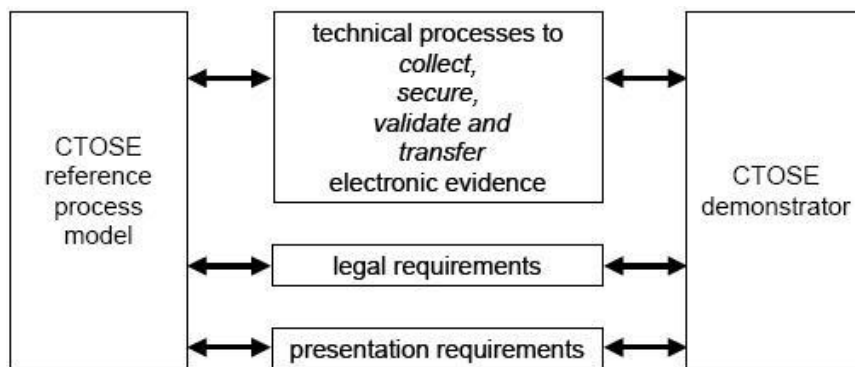 CTOSE
reference
process
model
technical processes to
collect,
secure,
validate and
transfer
electronic evidence
legal requirements
presentation requirements
CTOSE
demonstrator